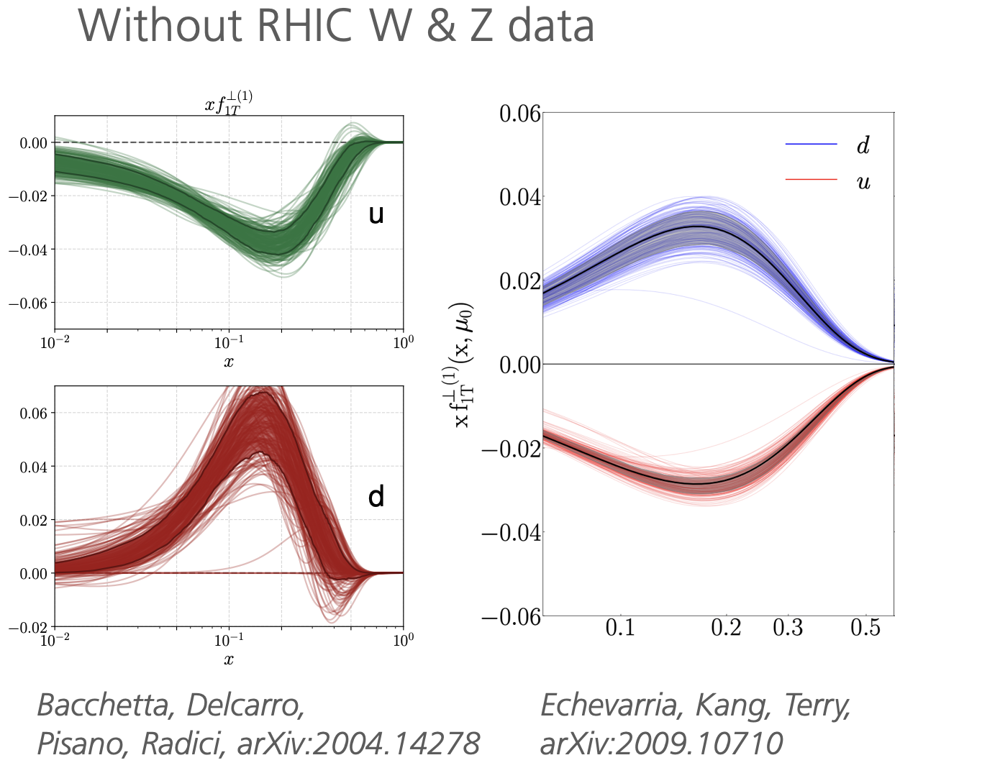 Without RHIC W & Z data
x f_{1T}^{⊥(1)}
0.00
−0.02
−0.04
−0.06
10^{−2}
10^{−1}
10^{0}
x
u
0.06
0.04
0.02
0.00
−0.02
10^{−2}
10^{−1}
10^{0}
x
d
0.06
0.04
0.02
0.00
−0.02
−0.04
−0.06
0.1
0.2
0.3
0.5
x f_{1T}^{⊥(1)}(x, μ_0)
d
u
Bacchetta, Delcarro,
Pisano, Radici, arXiv:2004.14278
Echevarria, Kang, Terry,
arXiv:2009.10710